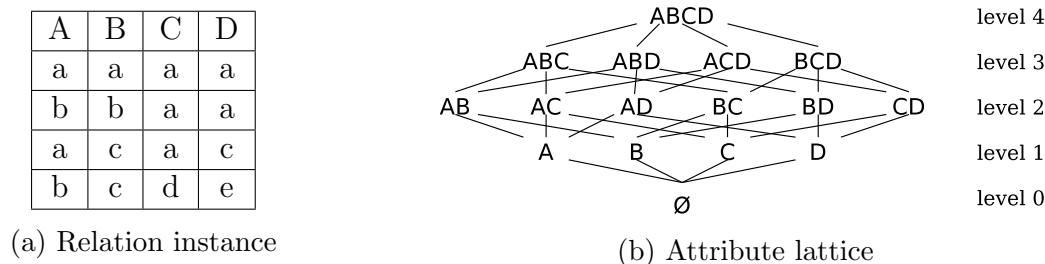 A B C D
a a a a
b b a a
a c a c
b c d e
(a) Relation instance
ABCD level 4
ABC ABD ACD BCD level 3
AB AC AD BC BD CD level 2
A B C D level 1
Ø level 0
(b) Attribute lattice